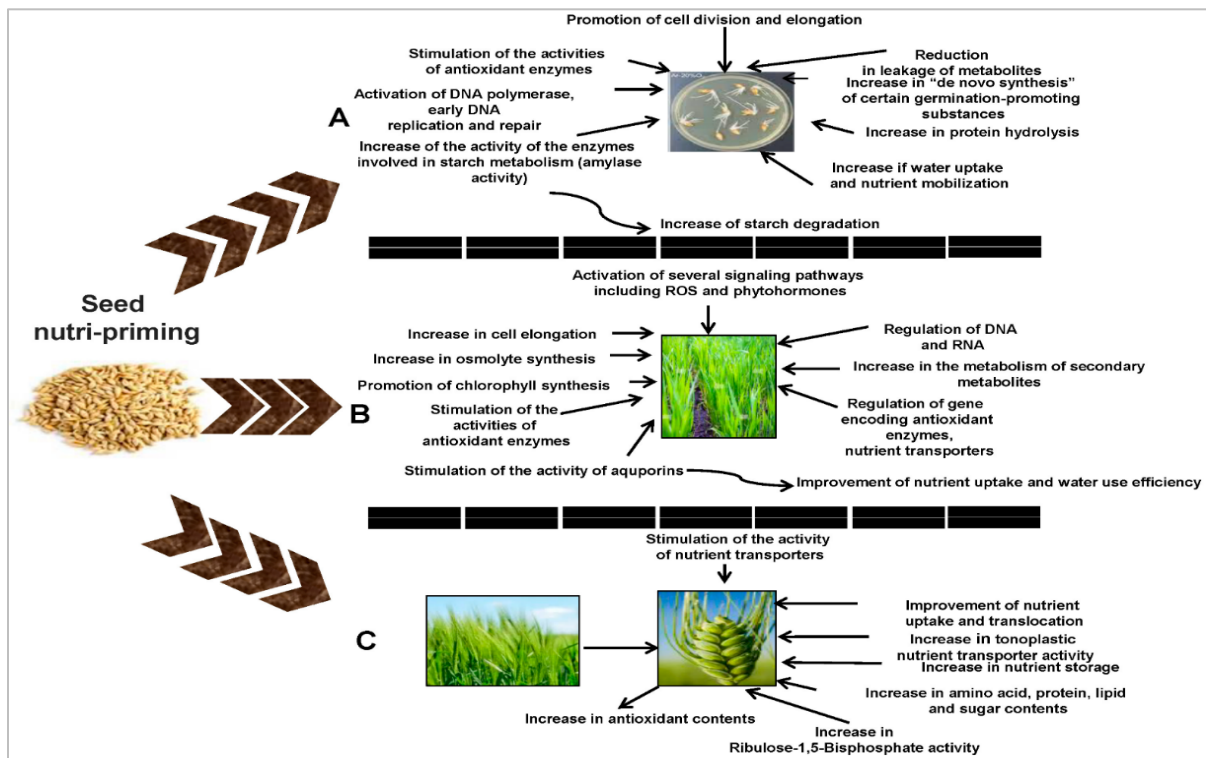 Promotion of cell division and elongation
Stimulation of the activities
of antioxidant enzymes
Reduction
in leakage of metabolites
Activation of DNA polymerase,
early DNA
replication and repair
Increase in “de novo synthesis”
of certain germination-promoting
substances
A
Increase in protein hydrolysis
Increase of the activity of the enzymes
involved in starch metabolism (amylase
activity)
Increase if water uptake
and nutrient mobilization
Increase of starch degradation
Seed
nutri-priming
Activation of several signaling pathways
including ROS and phytohormones
B
Increase in cell elongation
Increase in osmolyte synthesis
Promotion of chlorophyll synthesis
Stimulation of the
activities of
antioxidant enzymes
Regulation of DNA
and RNA
Increase in the metabolism of secondary
metabolites
Regulation of gene
encoding antioxidant
enzymes,
nutrient transporters
Stimulation of the activity of aquporins
Improvement of nutrient uptake and water use efficiency
Stimulation of the activity
of nutrient transporters
C
Improvement of nutrient
uptake and translocation
Increase in tonoplastic
nutrient transporter activity
Increase in nutrient storage
Increase in amino acid, protein, lipid
and sugar contents
Increase in antioxidant contents
Increase in
Ribulose-1,5-Bisphosphate activity